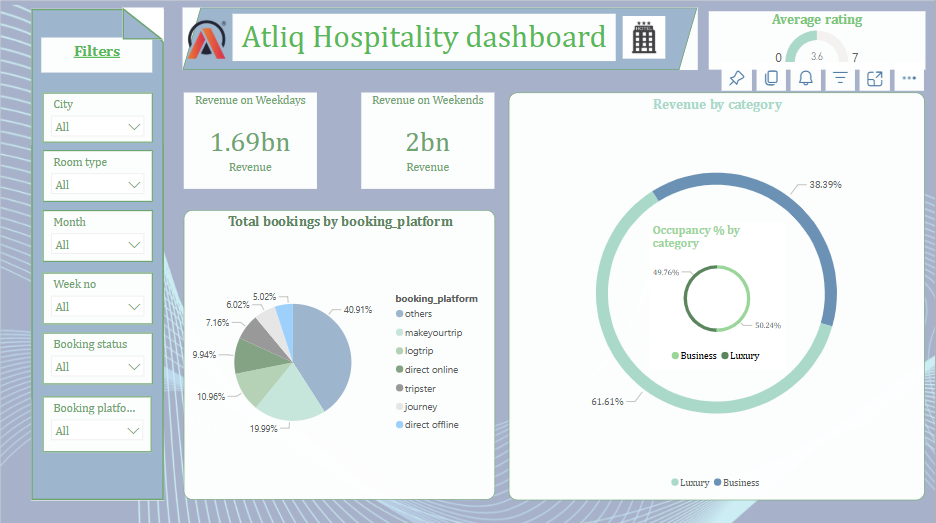 Filters
City
All
Room type
All
Month
All
Week no
All
Booking status
All
Booking platfo...
All
Atliq Hospitality dashboard
Average rating
0
3.6
7
Revenue on Weekdays
1.69bn
Revenue
Revenue on Weekends
2bn
Revenue
Total bookings by booking_platform
5.02%
6.02%
7.16%
9.94%
10.96%
19.99%
40.91%
booking_platform
others
makeyourtrip
logtrip
direct online
tripster
journey
direct offline
Revenue by category
38.39%
61.61%
Occupancy % by
category
49.76%
50.24%
Business Luxury
Luxury Business